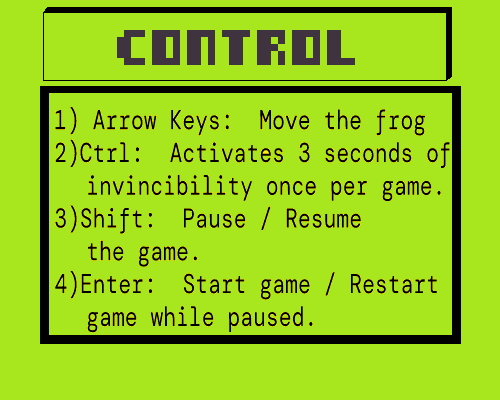 CONTROL
1) Arrow Keys:  Move the frog
2)Ctrl:  Activates 3 seconds of
invincibility once per game.
3)Shift:  Pause / Resume
the game.
4)Enter:  Start game / Restart
game while paused.